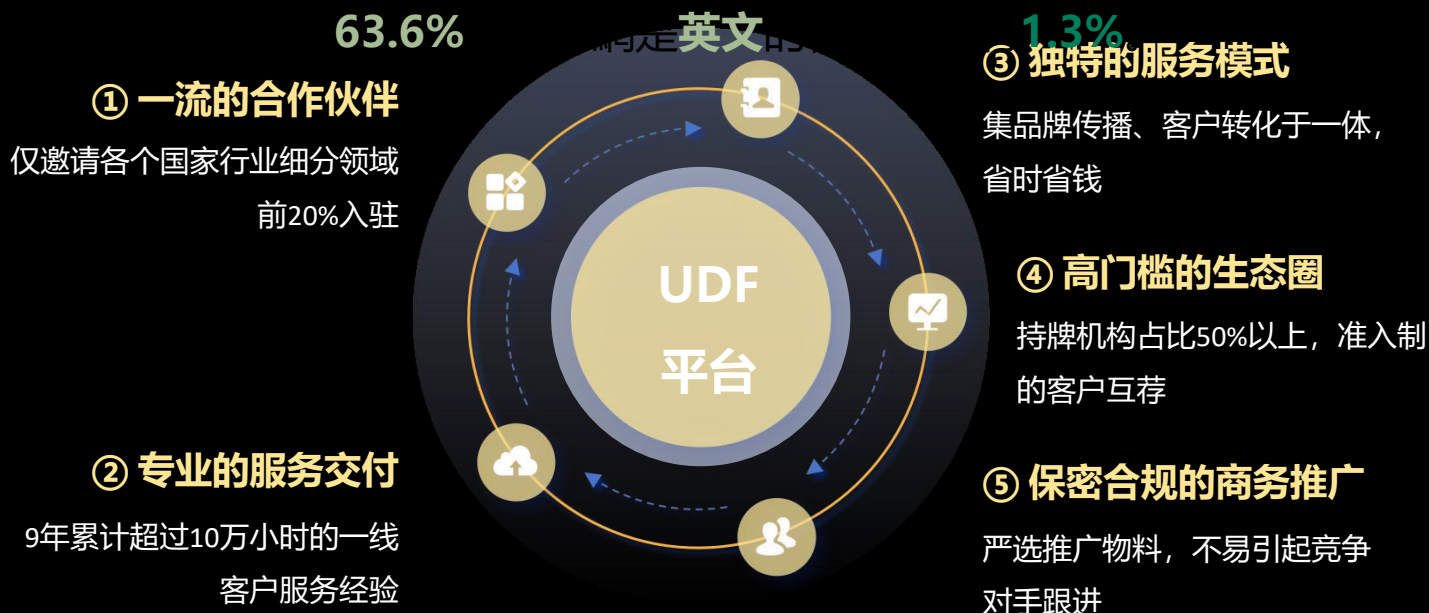 63.6%
網是英文的
1.3%
① 一流的合作伙伴
仅邀请各个国家行业细分领域
前20%入驻
② 专业的服务交付
9年累计超过10万小时的一线
客户服务经验
UDF
平台
③ 独特的服务模式
集品牌传播、客户转化于一体，
省时省钱
④ 高门槛的生态圈
持牌机构占比50%以上，准入制
的客户互荐
⑤ 保密合规的商务推广
严选推广物料，不易引起竞争
对手跟进